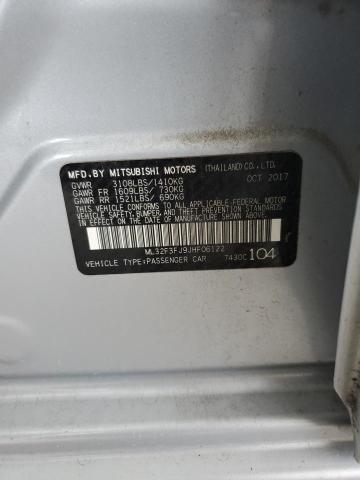 MFD.BY MITSUBISHI MOTORS (THAILAND)CO.,LTD.
GVWR 3108LBS/1410KG OCT 2017
GAWR FR 1609LBS/ 730KG
GAWR RR 1521LBS/ 690KG
THIS VEHICLE CONFORMS TO ALL APPLICABLE FEDERAL MOTOR
VEHICLE SAFETY, BUMPER, AND THEFT PREVENTION STANDARDS
IN EFFECT ON THE DATE OF MANUFACTURE SHOWN ABOVE.
ML32F3FJ9JHF06122
VEHICLE TYPE:PASSENGER CAR 7430C 104